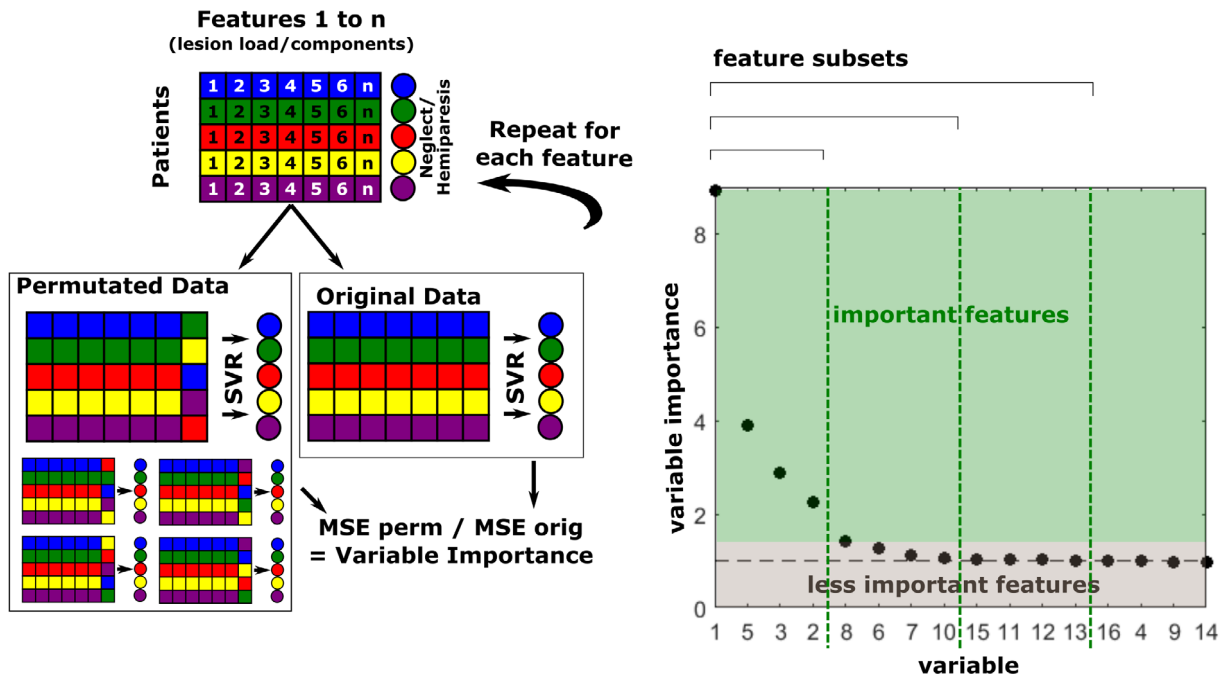 Features 1 to n
(lesion load/components)
Patients
1 2 3 4 5 6 n
1 2 3 4 5 6 n
1 2 3 4 5 6 n
1 2 3 4 5 6 n
1 2 3 4 5 6 n
Neglect/
Hemiparesis
Repeat for
each feature
Permutated Data
SVR
Original Data
SVR
MSE perm / MSE orig
= Variable Importance
feature subsets
variable importance
8
6
4
2
0
important features
less important features
1 5 3 2 8 6 7 10 15 11 12 13 16 4 9 14
variable